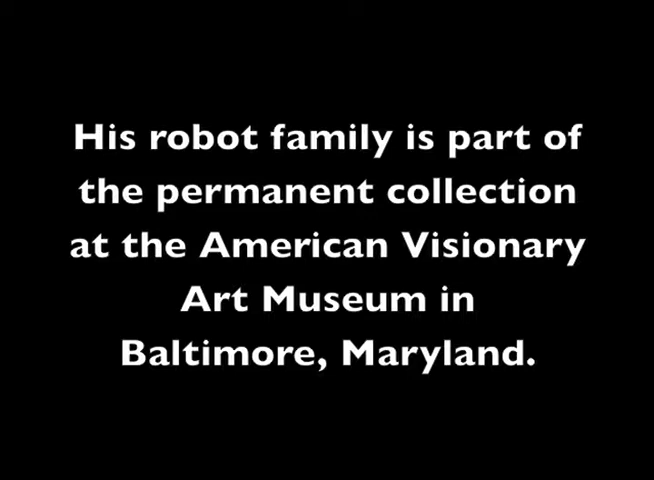 His robot family is part of
the permanent collection
at the American Visionary
Art Museum in
Baltimore, Maryland.